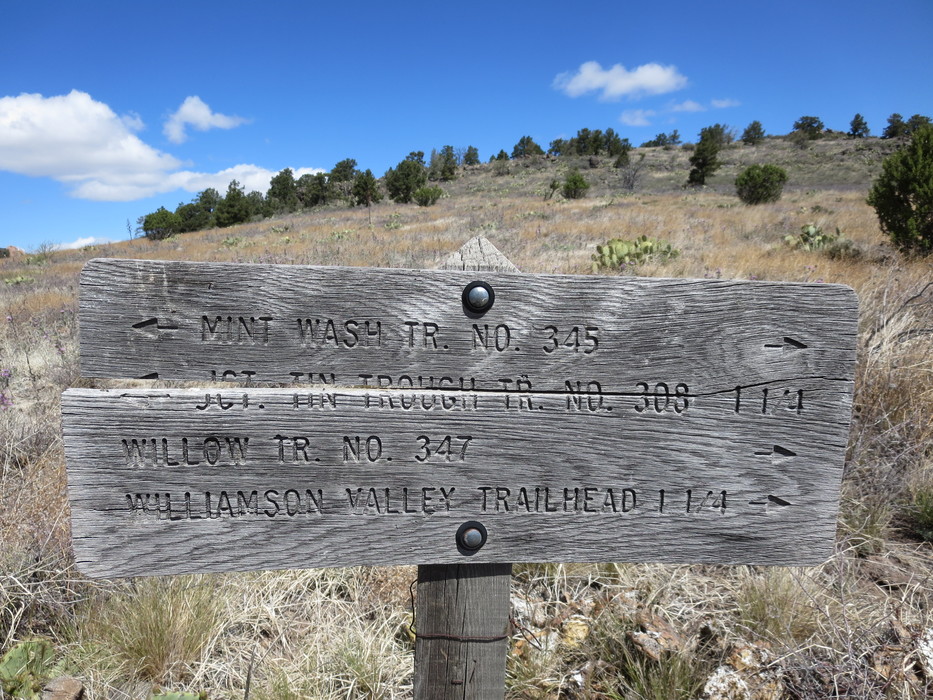 MINT WASH TR. NO. 345
JCT. TIN TROUGH TR. NO. 308 1 1/4
WILLOW TR. NO. 347
WILLIAMSON VALLEY TRAILHEAD 1 1/4